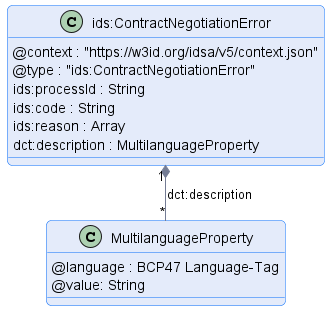 C ids:ContractNegotiationError
@context : "https://w3id.org/idsa/v5/context.json"
@type : "ids:ContractNegotiationError"
ids:processId : String
ids:code : String
ids:reason : Array
dct:description : MultilanguageProperty
1
dct:description
*
C MultilanguageProperty
@language : BCP47 Language-Tag
@value: String